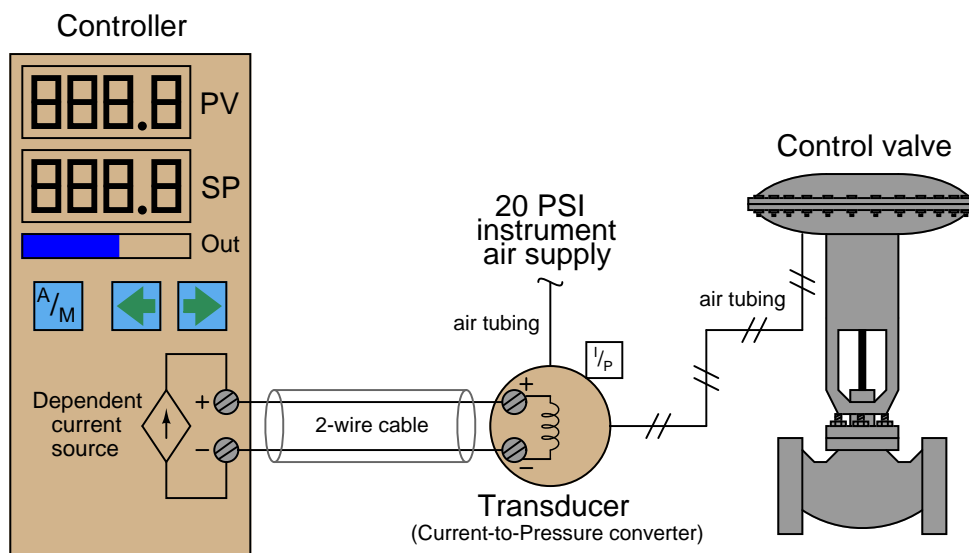 Controller
888.8
PV
888.8
SP
Out
A/M
Dependent
current
source
+
−
2-wire cable
20 PSI
instrument
air supply
air tubing
I/P
+
−
Transducer
(Current-to-Pressure converter)
air tubing
Control valve